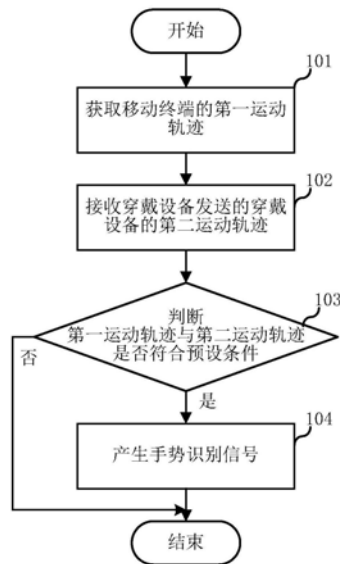 开始
101
获取移动终端的第一运动
轨迹
102
接收穿戴设备发送的穿戴
设备的第二运动轨迹
103
判断
第一运动轨迹与第二运动轨迹
是否符合预设条件
否
是
104
产生手势识别信号
结束